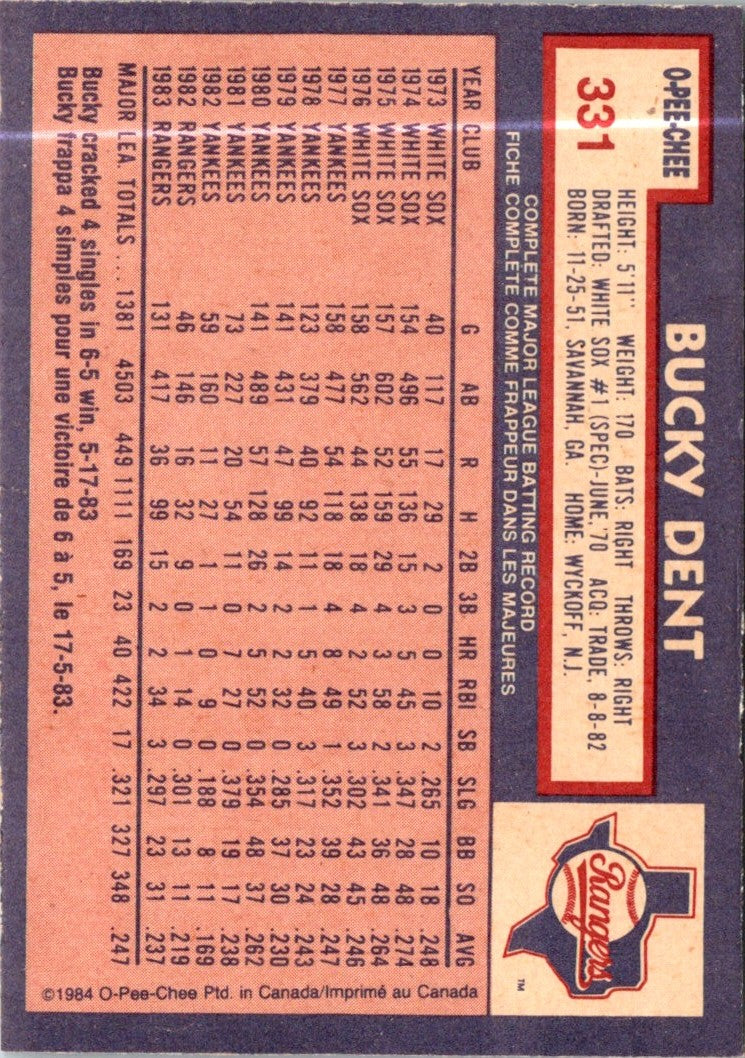 O-PEE-CHEE
331
BUCKY DENT
HEIGHT: 5'11" WEIGHT: 170 BATS: RIGHT THROWS: RIGHT
DRAFTED: WHITE SOX #1 (SPEC)-JUNE,'70 ACQ: TRADE, 8-8-82
BORN: 11-25-51, SAVANNAH, GA. HOME: WYCKOFF, N.J.
Rangers
TM
COMPLETE MAJOR LEAGUE BATTING RECORD
FICHE COMPLETE COMME FRAPPEUR DANS LES MAJEURES
YEAR CLUB G AB R H 2B 3B HR RBI SB SLG BB SO AVG
1973 WHITE SOX 40 117 17 29 2 0 0 10 2 .265 10 18 .248
1974 WHITE SOX 154 496 55 136 15 3 5 45 3 .347 28 48 .274
1975 WHITE SOX 157 602 52 159 29 4 3 58 2 .341 36 48 .264
1976 WHITE SOX 158 562 44 138 18 4 2 52 3 .302 43 45 .246
1977 YANKEES 158 477 54 118 18 4 8 49 1 .352 39 28 .247
1978 YANKEES 123 379 40 92 11 1 5 40 3 .317 23 24 .243
1979 YANKEES 141 431 47 99 14 2 2 32 0 .285 37 30 .230
1980 YANKEES 141 489 57 128 26 2 5 52 0 .354 48 37 .262
1981 YANKEES 73 227 20 54 11 0 7 27 0 .379 19 17 .238
1982 YANKEES 59 160 11 27 1 1 0 9 0 .188 8 11 .169
1982 RANGERS 46 146 16 32 9 0 1 14 0 .301 13 11 .219
1983 RANGERS 131 417 36 99 15 2 2 34 3 .297 23 31 .237
MAJOR LEA TOTALS ... 1381 4503 449 1111 169 23 40 422 17 .321 327 348 .247
Bucky cracked 4 singles in 6-5 win, 5-17-83
Bucky frappa 4 simples pour une victoire de 6 à 5, le 17-5-83.
©1984 O-Pee-Chee Ptd. in Canada/Imprimé au Canada